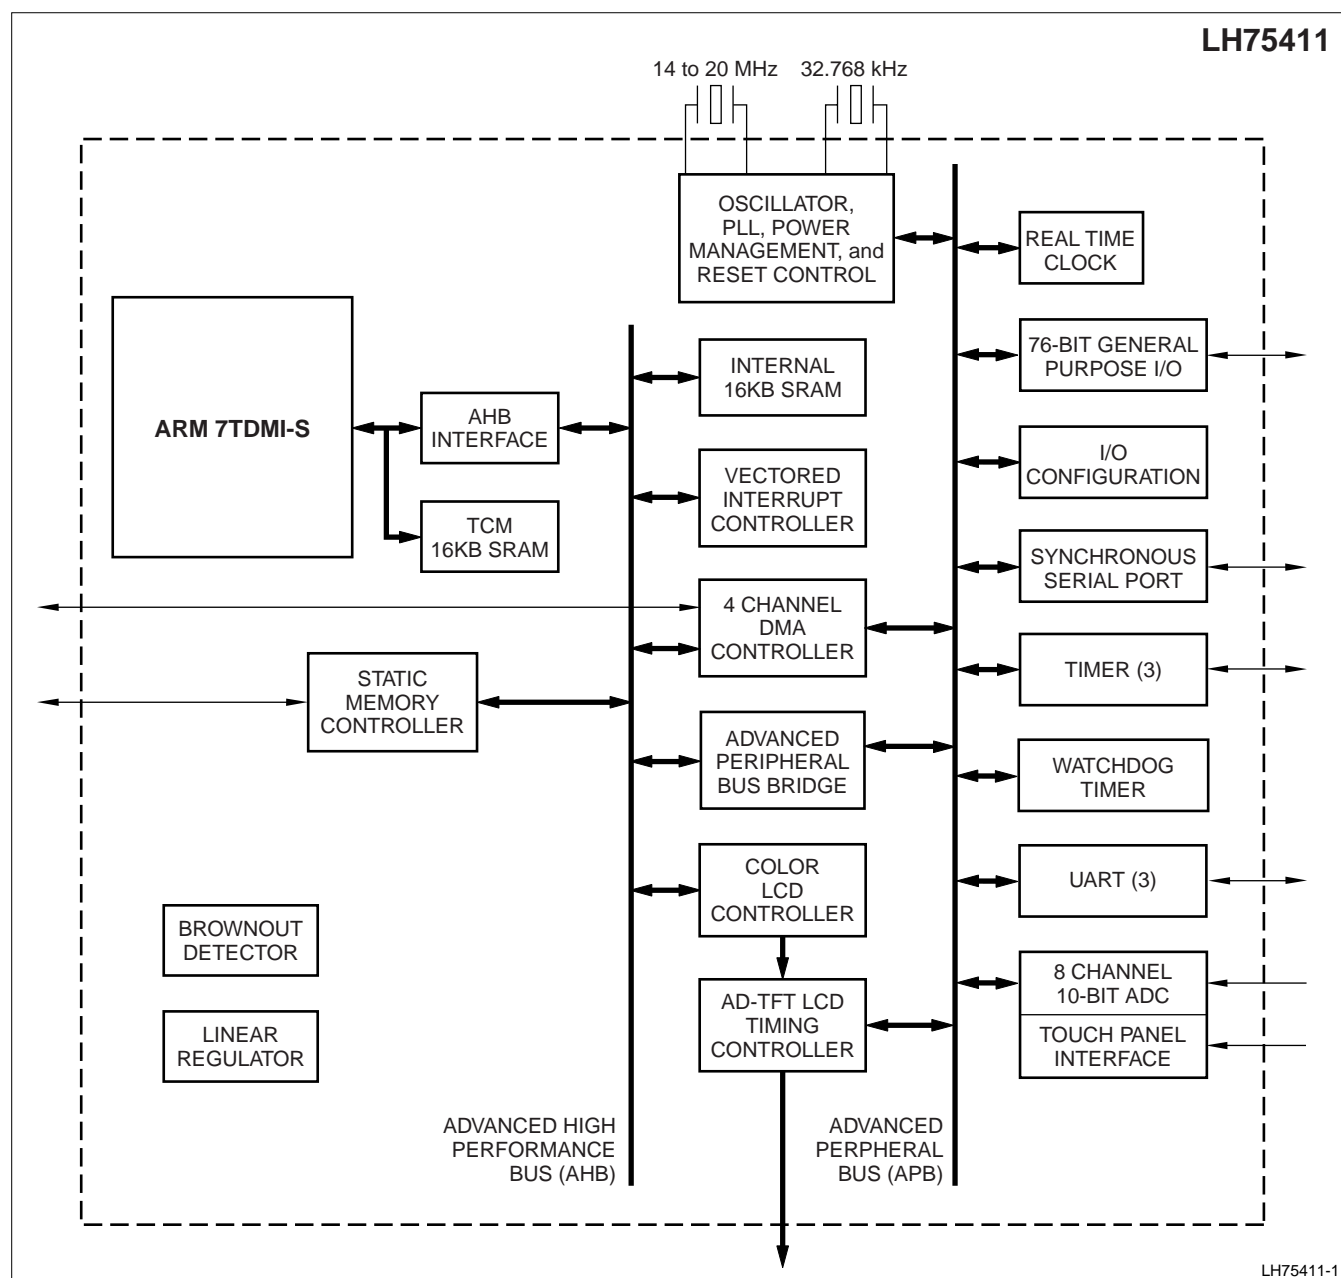 LH75411
14 to 20 MHz
32.768 kHz
OSCILLATOR,
PLL, POWER
MANAGEMENT, and
RESET CONTROL
REAL TIME
CLOCK
ARM 7TDMI-S
AHB
INTERFACE
TCM
16KB SRAM
INTERNAL
16KB SRAM
76-BIT GENERAL
PURPOSE I/O
VECTORED
INTERRUPT
CONTROLLER
I/O
CONFIGURATION
4 CHANNEL
DMA
CONTROLLER
SYNCHRONOUS
SERIAL PORT
STATIC
MEMORY
CONTROLLER
TIMER (3)
ADVANCED
PERIPHERAL
BUS BRIDGE
WATCHDOG
TIMER
COLOR
LCD
CONTROLLER
UART (3)
BROWNOUT
DETECTOR
LINEAR
REGULATOR
AD-TFT LCD
TIMING
CONTROLLER
8 CHANNEL
10-BIT ADC
TOUCH PANEL
INTERFACE
ADVANCED HIGH
PERFORMANCE
BUS (AHB)
ADVANCED
PERPHERAL
BUS (APB)
LH75411-1